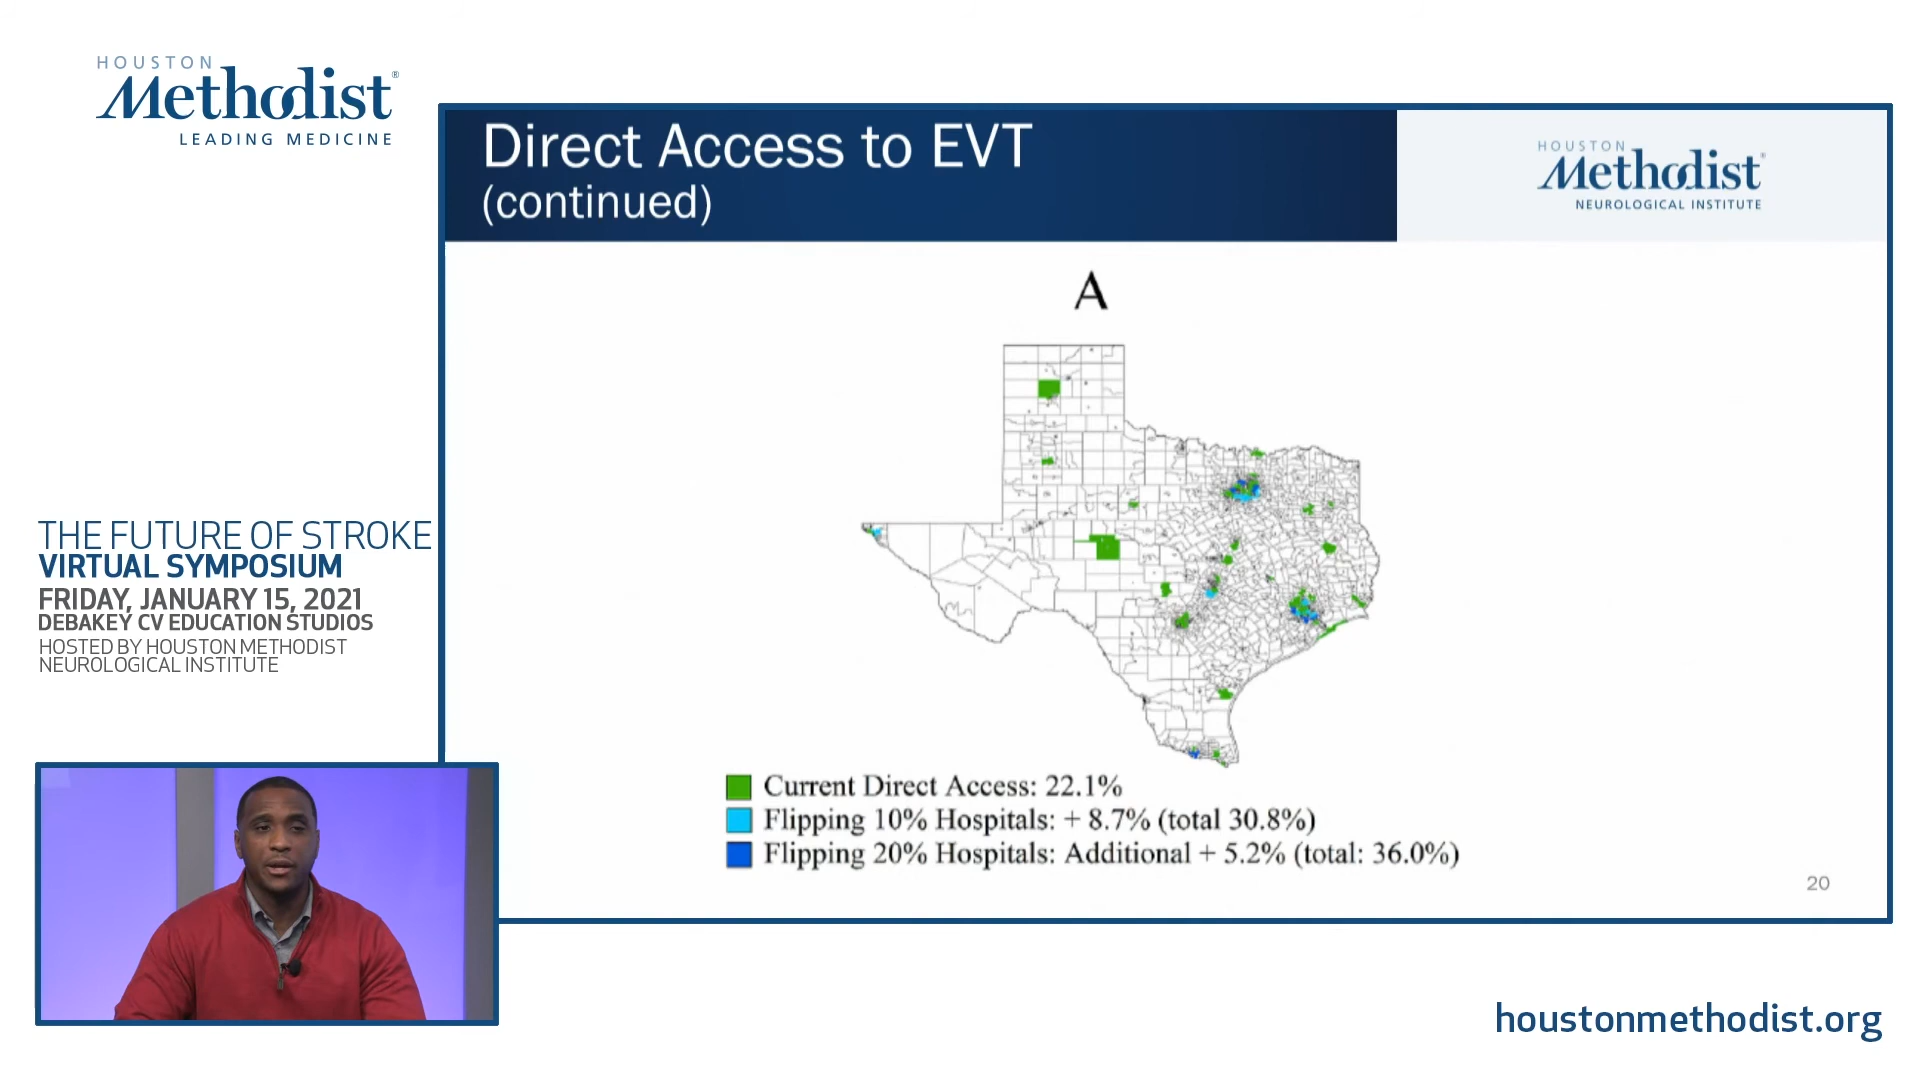 HOUSTON
Methodist®
LEADING MEDICINE
Direct Access to EVT
(continued)
HOUSTON
Methodist®
NEUROLOGICAL INSTITUTE
A
THE FUTURE OF STROKE
VIRTUAL SYMPOSIUM
FRIDAY, JANUARY 15, 2021
DEBAKEY CV EDUCATION STUDIOS
HOSTED BY HOUSTON METHODIST
NEUROLOGICAL INSTITUTE
Current Direct Access: 22.1%
Flipping 10% Hospitals: + 8.7% (total 30.8%)
Flipping 20% Hospitals: Additional + 5.2% (total: 36.0%)
20
houstonmethodist.org